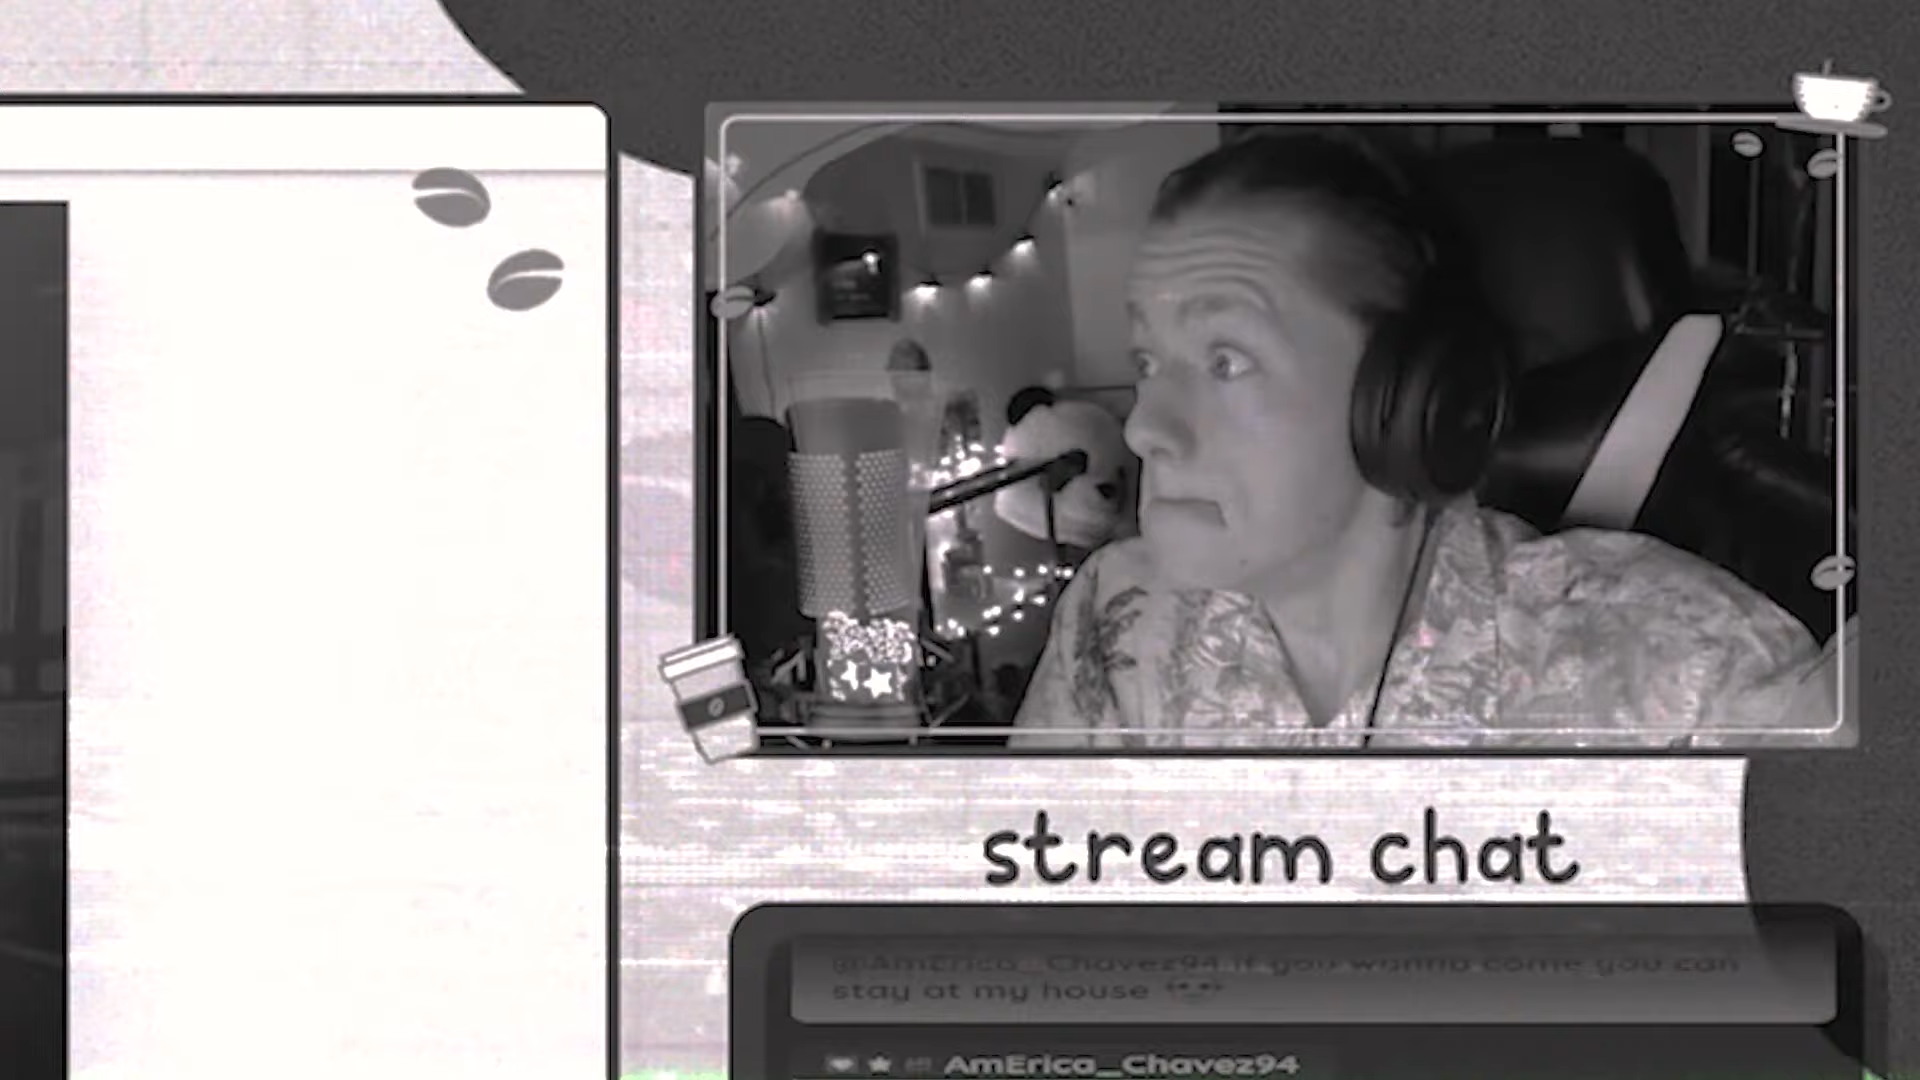 stream chat
@AmErica_Chavez94 if you wanna come you can
stay at my house
AmErica_Chavez94